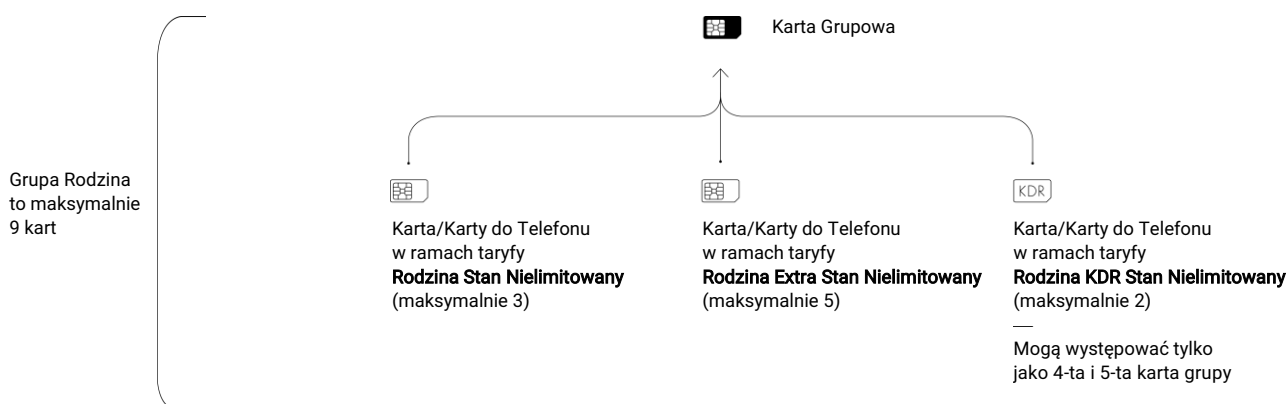 Karta Grupowa
Grupa Rodzina
to maksymalnie
9 kart
KDR
Karta/Karty do Telefonu
w ramach taryfy
Rodzina Stan Nielimitowany
(maksymalnie 3)
Karta/Karty do Telefonu
w ramach taryfy
Rodzina Extra Stan Nielimitowany
(maksymalnie 5)
Karta/Karty do Telefonu
w ramach taryfy
Rodzina KDR Stan Nielimitowany
(maksymalnie 2)
Mogą występować tylko
jako 4-ta i 5-ta karta grupy